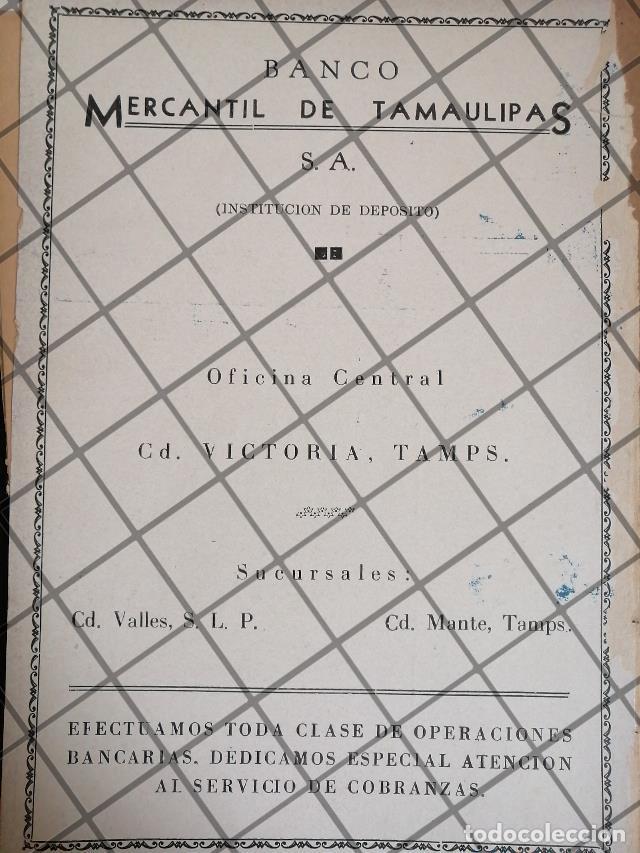 BANCO
MERCANTIL DE TAMAULIPAS
S. A.
(INSTITUCION DE DEPOSITO)
Oficina Central
Cd. VICTORIA, TAMPS.
Sucursales:
Cd. Valles, S. L. P. Cd. Mante, Tamps.
EFECTUAMOS TODA CLASE DE OPERACIONES
BANCARIAS. DEDICAMOS ESPECIAL ATENCION
AL SERVICIO DE COBRANZAS.
todocoleccion